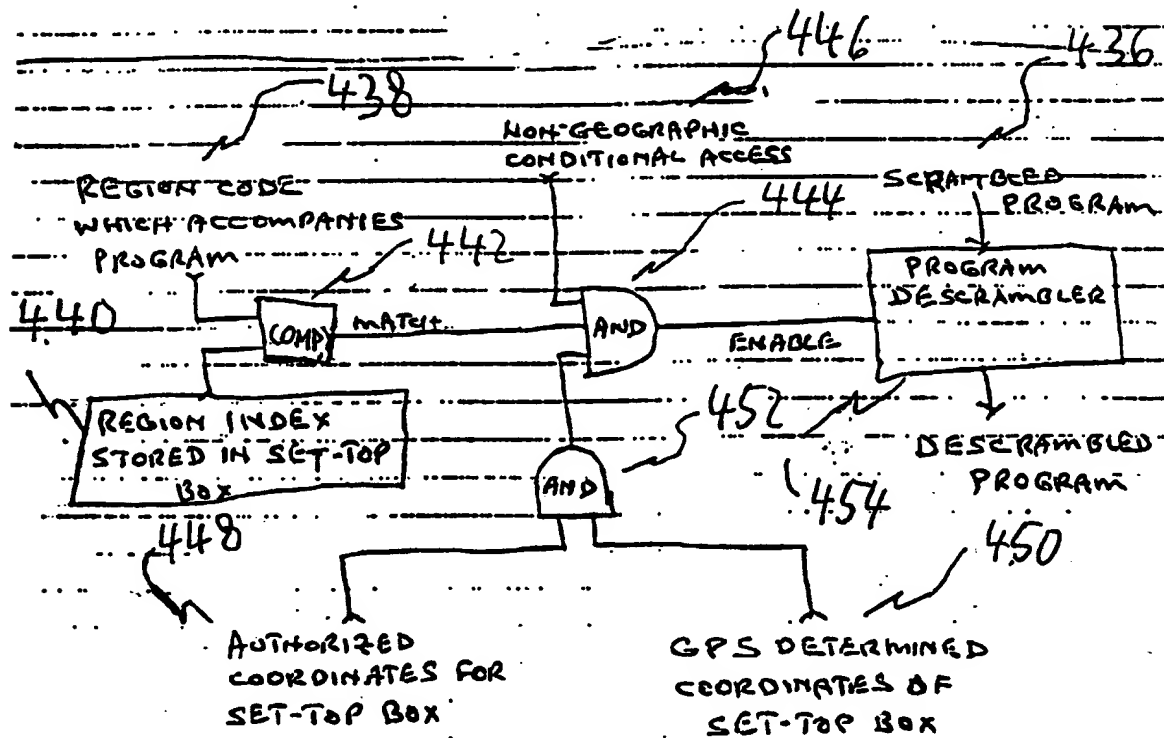 446
436
438
NON-GEOGRAPHIC
CONDITIONAL ACCESS
REGION CODE
WHICH ACCOMPANIES
PROGRAM
SCRAMBLED
PROGRAM
444
442
PROGRAM
DESCRAMBLER
440
COMP
MATCH
AND
ENABLE
REGION INDEX
STORED IN SET-TOP
BOX
452
DESCRAMBLED
PROGRAM
AND
454
448
450
AUTHORIZED
COORDINATES FOR
SET-TOP BOX
GPS DETERMINED
COORDINATES OF
SET-TOP BOX